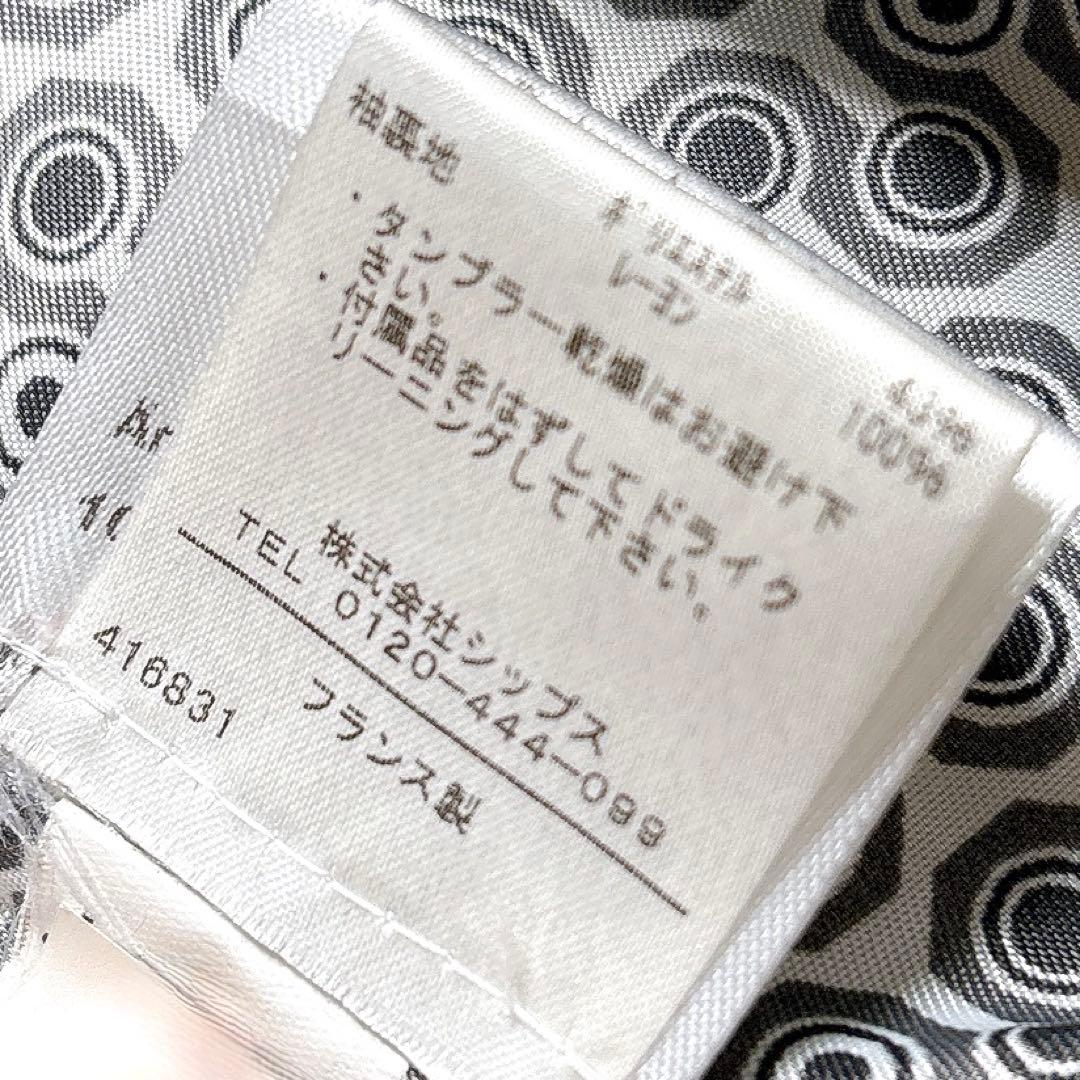 ポリエステル 43%
袖裏地 レーヨン 100%
・タンブラー乾燥はお避け下
さい。
・付属品をはずしてドライク
リーニングして下さい。
株式会社シップス
TEL 0120-444-099
416831 フランス製